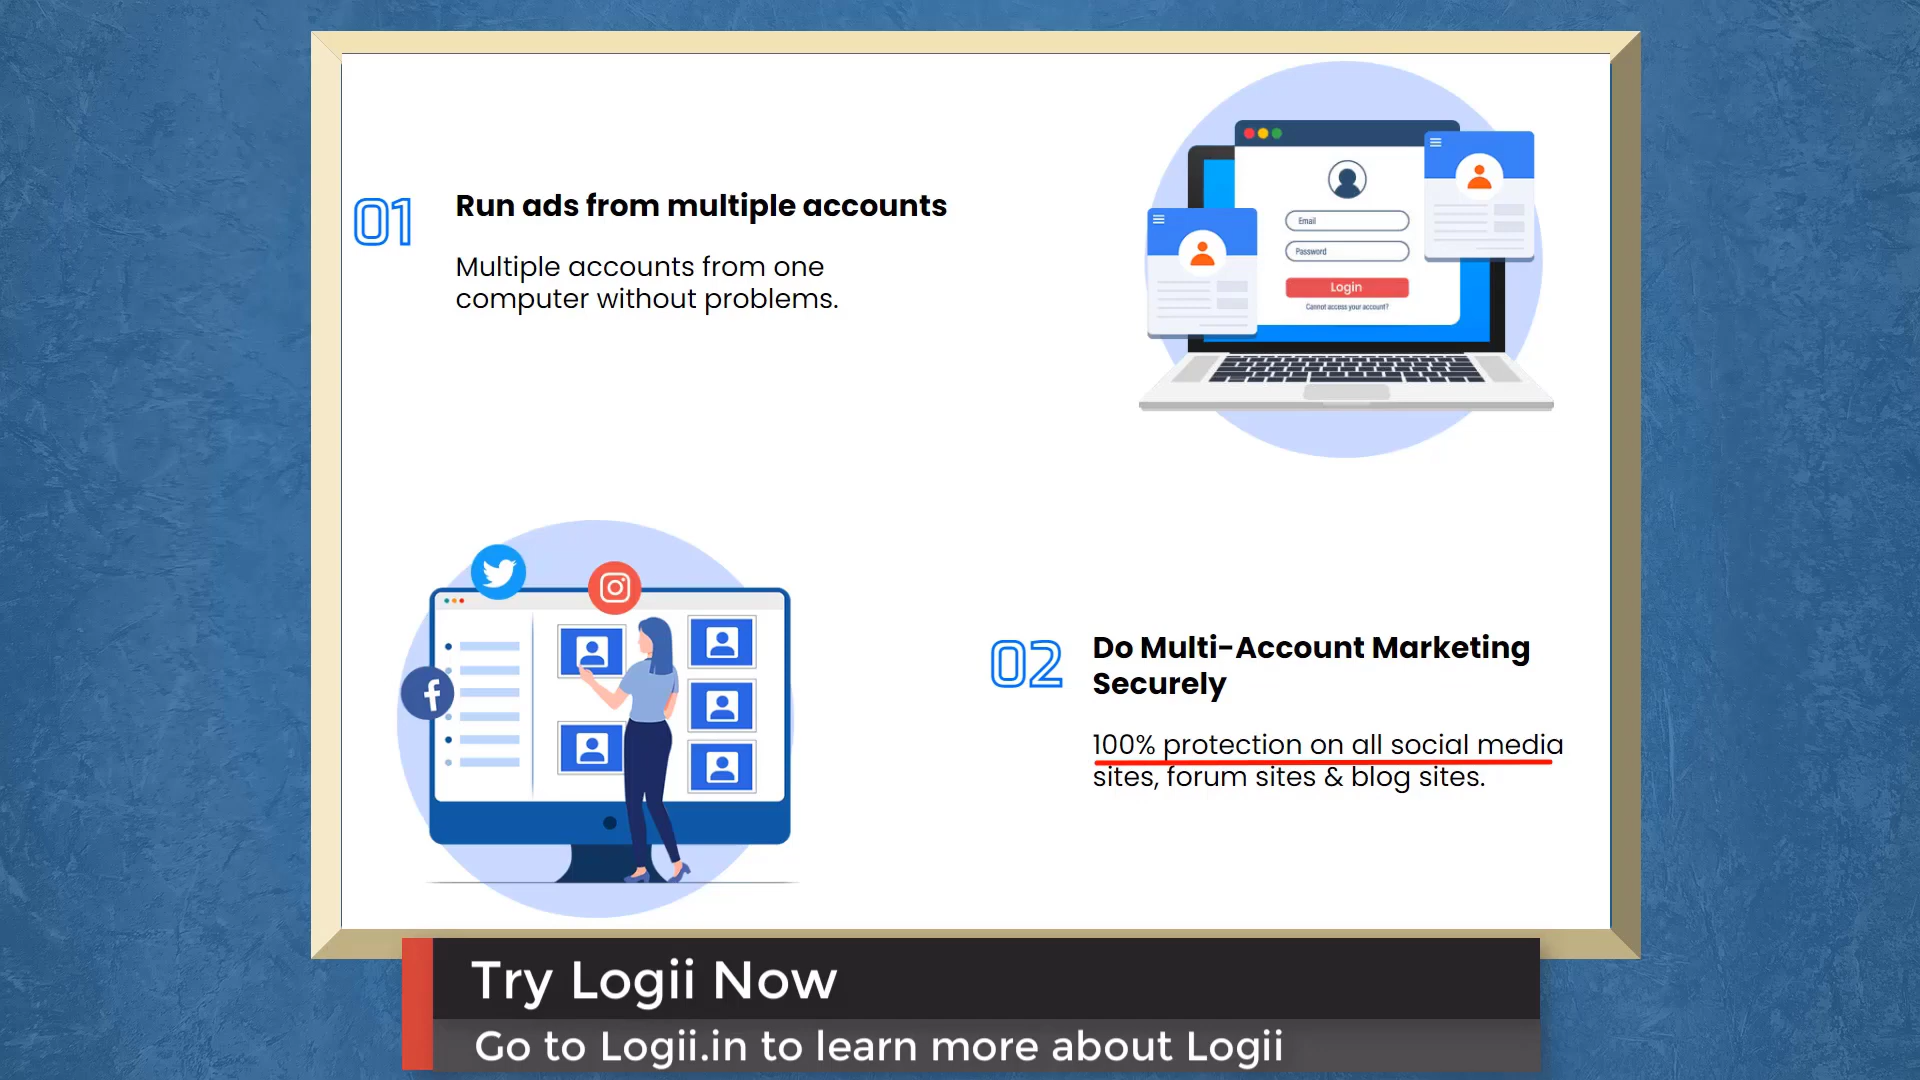 01
Run ads from multiple accounts
Multiple accounts from one
computer without problems.
Email
Password
Login
Cannot access your account?
02
Do Multi-Account Marketing
Securely
100% protection on all social media
sites, forum sites & blog sites.
Try Logii Now
Go to Logii.in to learn more about Logii